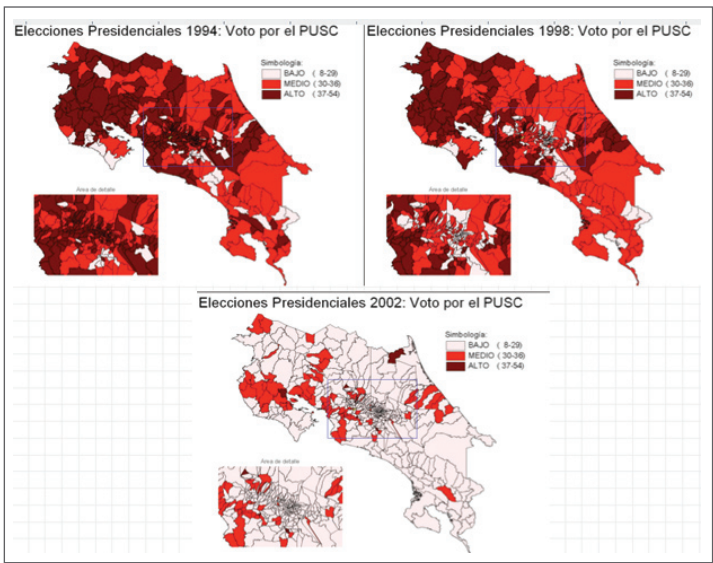 Elecciones Presidenciales 1994: Voto por el PUSC
Simbología:
BAJO ( 8-29)
MEDIO (30-36)
ALTO (37-54)
Area de detalle
Elecciones Presidenciales 1998: Voto por el PUSC
Simbología:
BAJO ( 8-29)
MEDIO (30-36)
ALTO (37-54)
Area de detalle
Elecciones Presidenciales 2002: Voto por el PUSC
Simbología:
BAJO ( 8-29)
MEDIO (30-36)
ALTO (37-54)
Area de detalle